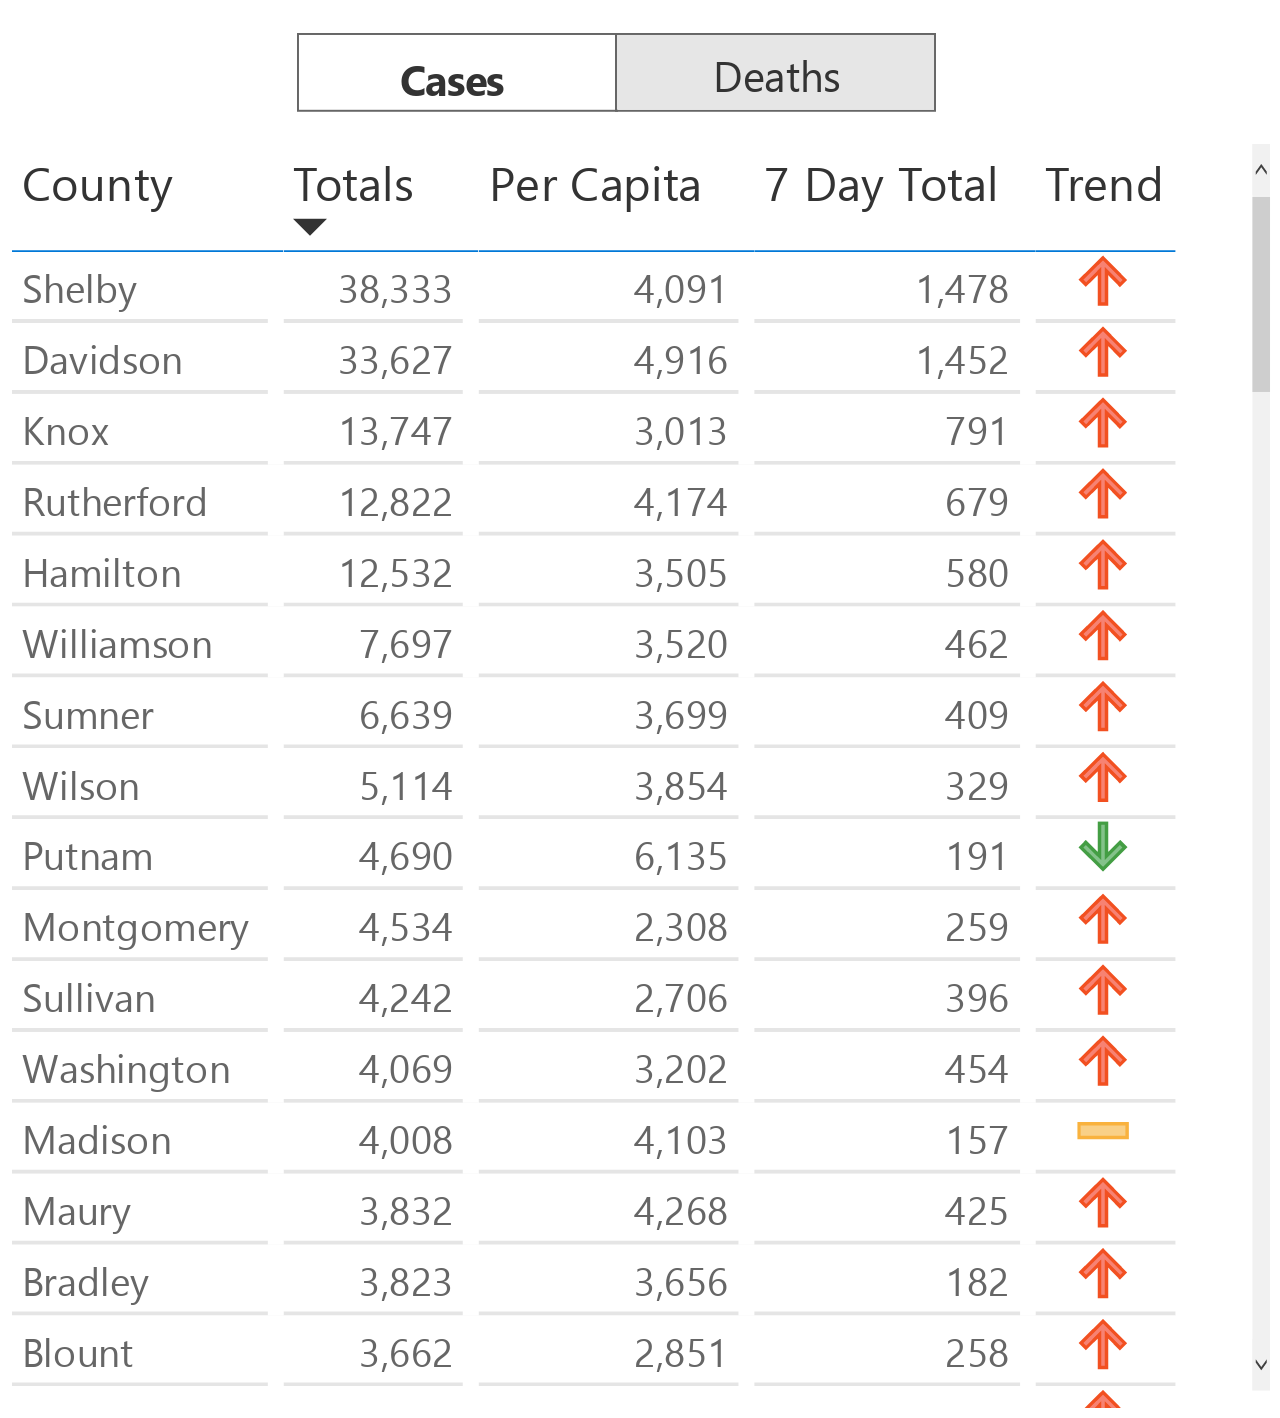 Cases Deaths
County Totals Per Capita 7 Day Total Trend
Shelby 38,333 4,091 1,478
Davidson 33,627 4,916 1,452
Knox 13,747 3,013 791
Rutherford 12,822 4,174 679
Hamilton 12,532 3,505 580
Williamson 7,697 3,520 462
Sumner 6,639 3,699 409
Wilson 5,114 3,854 329
Putnam 4,690 6,135 191
Montgomery 4,534 2,308 259
Sullivan 4,242 2,706 396
Washington 4,069 3,202 454
Madison 4,008 4,103 157
Maury 3,832 4,268 425
Bradley 3,823 3,656 182
Blount 3,662 2,851 258